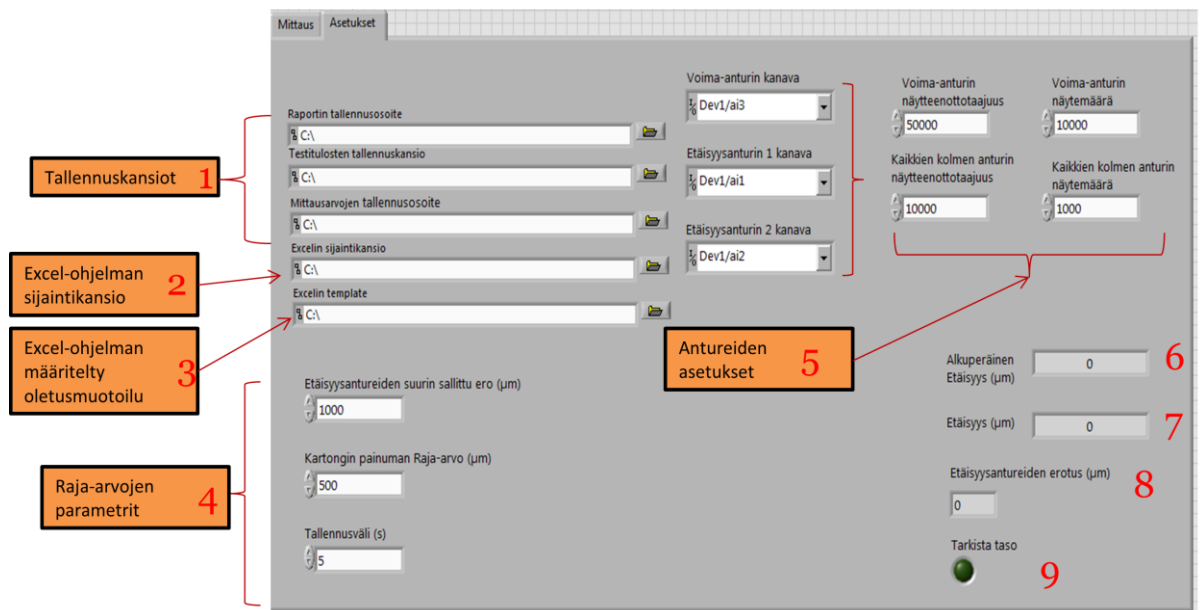 Mittaus
Asetukset
Raportin tallennusosoite
C:\
Testitulosten tallennuskansio
C:\
Mittausarvojen tallennusosoite
C:\
Excelin sijaintikansio
C:\
Excelin template
C:\
Voima-anturin kanava
Dev1/ai3
Etäisyysanturin 1 kanava
Dev1/ai1
Etäisyysanturin 2 kanava
Dev1/ai2
Voima-anturin
näytteenottotaajuus
50000
Voima-anturin
näytemäärä
10000
Kaikkien kolmen anturin
näytteenottotaajuus
10000
Kaikkien kolmen anturin
näytemäärä
1000
Tallennuskansiot 1
Excel-ohjelman
sijaintikansio 2
Excel-ohjelman
määritelty
oletusmuotoilu 3
Raja-arvojen
parametrit 4
Antureiden
asetukset 5
Etäisyysantureiden suurin sallittu ero (µm)
1000
Kartongin painuman Raja-arvo (µm)
500
Tallennusväli (s)
5
Alkuperäinen
Etäisyys (µm)
0
6
Etäisyys (µm)
0
7
Etäisyysantureiden erotus (µm)
0
8
Tarkista taso
9